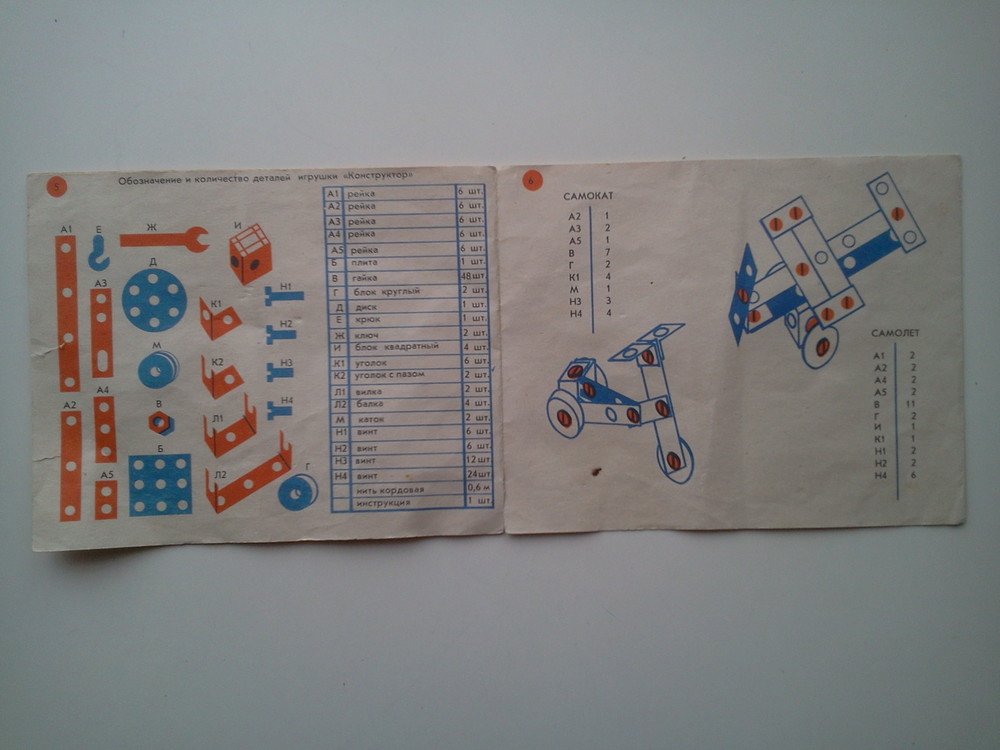 5
Обозначение и количество деталей игрушки «Конструктор»
А1
Е
Ж
И
Д
А3
К1
Н1
М
К2
Н2
А2
А4
В
Л1
Н3
Б
А5
Л2
Н4
Г
А1 рейка 6 шт.
А2 рейка 6 шт.
А3 рейка 6 шт.
А4 рейка 6 шт.
А5 рейка 6 шт.
Б плита 1 шт.
В гайка 48 шт.
Г блок круглый 2 шт.
Д диск 1 шт.
Е крюк 1 шт.
Ж ключ 2 шт.
И блок квадратный 4 шт.
К1 уголок 6 шт.
К2 уголок с пазом 2 шт.
Л1 вилка 2 шт.
Л2 балка 4 шт.
М каток 2 шт.
Н1 винт 6 шт.
Н2 винт 6 шт.
Н3 винт 12 шт
Н4 винт 24 шт
нить кордовая 0,6 м
инструкция 1 шт.
6
САМОКАТ
А2 1
А3 2
А5 1
В 7
Г 2
К1 4
М 1
Н3 3
Н4 4
САМОЛЕТ
А1 2
А2 2
А4 2
А5 2
В 11
Г 2
И 1
К1 1
Н1 2
Н2 2
Н4 6